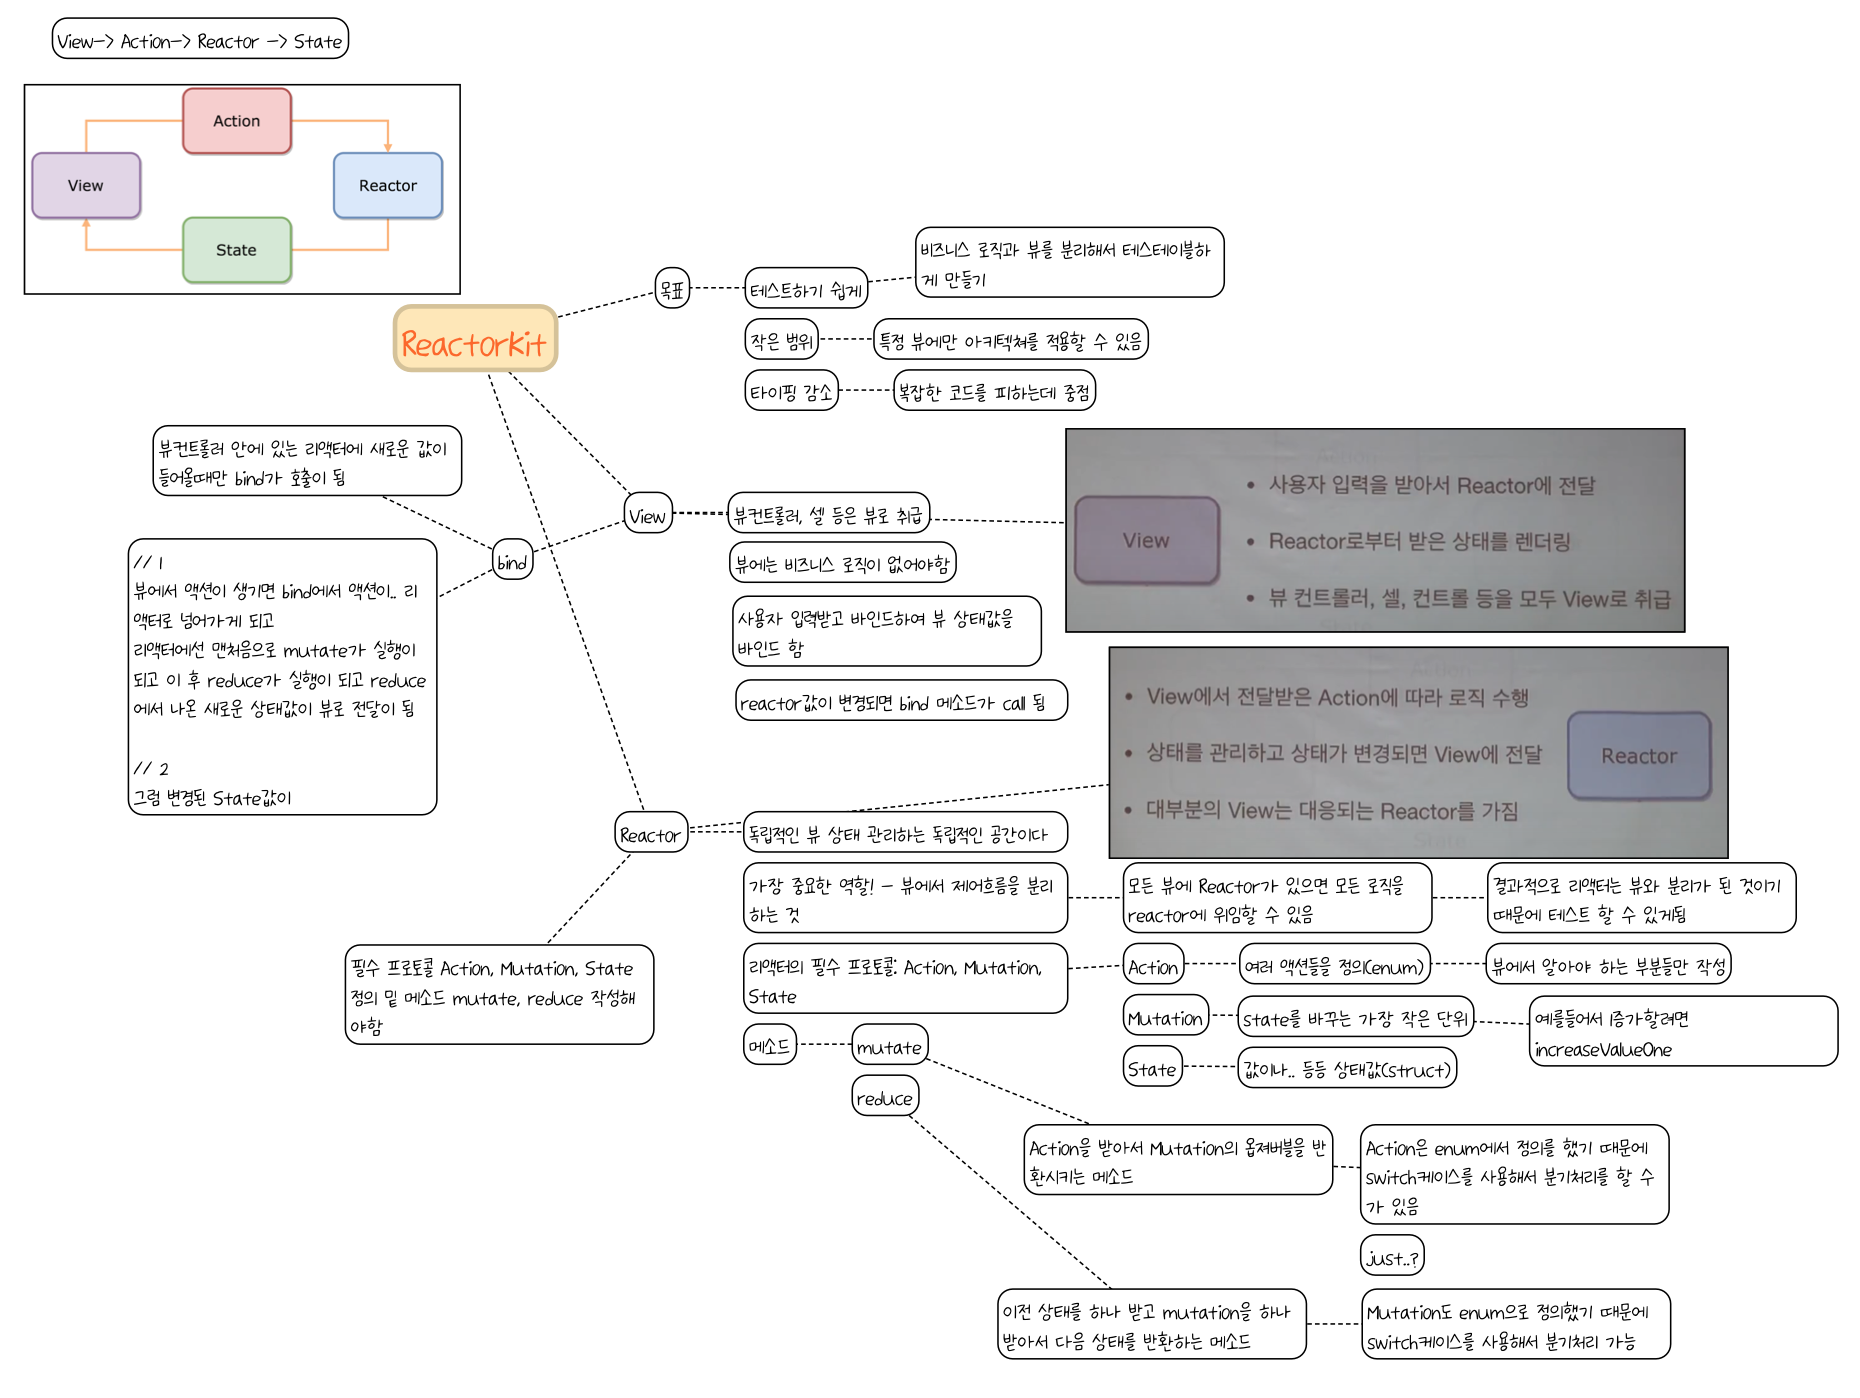 View-> Action-> Reactor -> State
Action
View
Reactor
State
ReactorKit
목표
테스트하기 쉽게
비즈니스 로직과 뷰를 분리해서 테스테이블하
게 만들기
작은 범위
특정 뷰에만 아키텍쳐를 적용할 수 있음
타이핑 감소
복잡한 코드를 피하는데 중점
뷰컨트롤러 안에 있는 리액터에 새로운 값이
들어올때만 bind가 호출이 됨
bind
// 1
뷰에서 액션이 생기면 bind에서 액션이.. 리
액터로 넘어가게 되고
리액터에선 맨처음으로 mutate가 실행이
되고 이 후 reduce가 실행이 되고 reduce
에서 나온 새로운 상태값이 뷰로 전달이 됨
// 2
그럼 변경된 State값이
View
뷰컨트롤러, 셀 등은 뷰로 취급
뷰에는 비즈니스 로직이 없어야함
사용자 입력받고 바인드하여 뷰 상태값을
바인드 함
reactor값이 변경되면 bind 메소드가 call 됨
Action
View
• 사용자 입력을 받아서 Reactor에 전달
• Reactor로부터 받은 상태를 렌더링
• 뷰 컨트롤러, 셀, 컨트롤 등을 모두 View로 취급
State
Action
• View에서 전달받은 Action에 따라 로직 수행
• 상태를 관리하고 상태가 변경되면 View에 전달
• 대부분의 View는 대응되는 Reactor를 가짐
Reactor
State
Reactor
독립적인 뷰 상태 관리하는 독립적인 공간이다
가장 중요한 역할! - 뷰에서 제어흐름을 분리
하는 것
모든 뷰에 Reactor가 있으면 모든 로직을
reactor에 위임할 수 있음
결과적으로 리액터는 뷰와 분리가 된 것이기
때문에 테스트 할 수 있게됨
필수 프로토콜 Action, Mutation, State
정의 밑 메소드 mutate, reduce 작성해
야함
리액터의 필수 프로토콜: Action, Mutation,
State
Action
여러 액션들을 정의(enum)
뷰에서 알아야 하는 부분들만 작성
Mutation
state를 바꾸는 가장 작은 단위
예를들어서 1증가할려면
increaseValueOne
State
값이나.. 등등 상태값(struct)
메소드
mutate
reduce
Action을 받아서 Mutation의 옵져버블을 반
환시키는 메소드
Action은 enum에서 정의를 했기 때문에
switch케이스를 사용해서 분기처리를 할 수
가 있음
just..?
이전 상태를 하나 받고 mutation을 하나
받아서 다음 상태를 반환하는 메소드
Mutation도 enum으로 정의했기 때문에
switch케이스를 사용해서 분기처리 가능